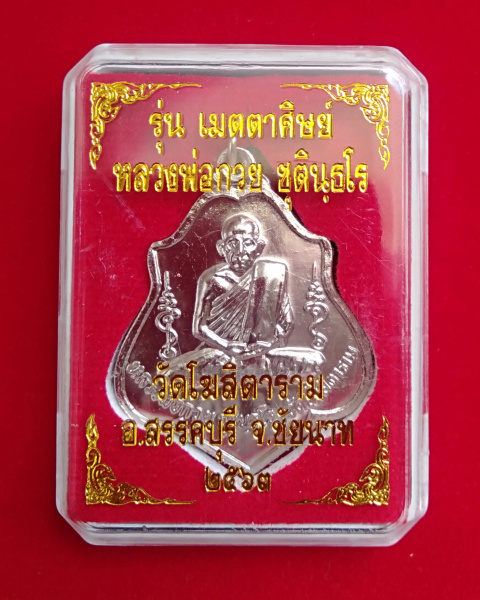 รุ่น เมตตาศิษย์
หลวงพ่อกวย ชุตินฺธโร
วัดโฆสิตาราม
อ.สรรคบุรี จ.ชัยนาท
๒๕๖๓